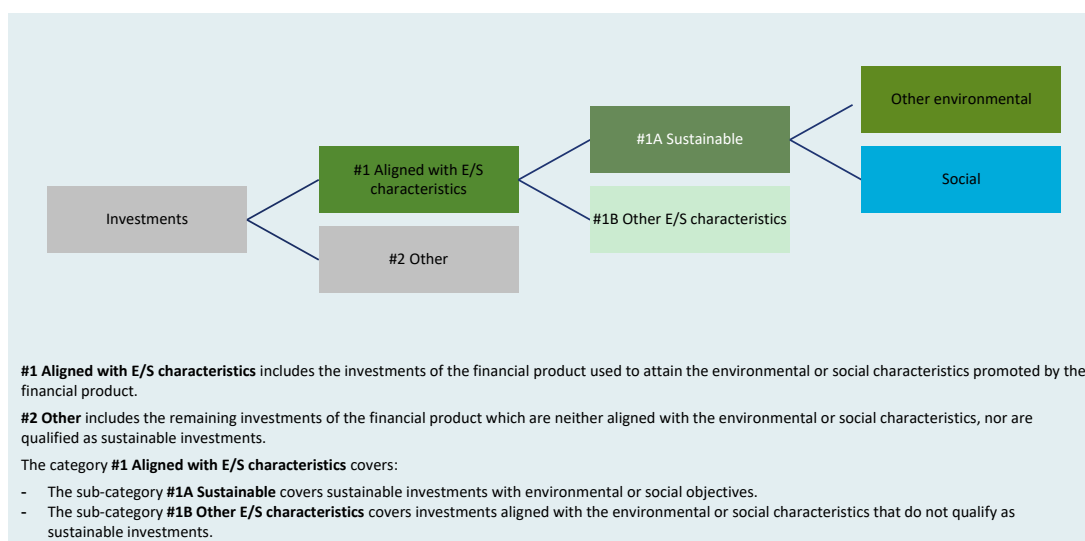 Other environmental
#1A Sustainable
#1 Aligned with E/S
characteristics
Social
Investments
#1B Other E/S characteristics
#2 Other
#1 Aligned with E/S characteristics includes the investments of the financial product used to attain the environmental or social characteristics promoted by the
financial product.
#2 Other includes the remaining investments of the financial product which are neither aligned with the environmental or social characteristics, nor are
qualified as sustainable investments.
The category #1 Aligned with E/S characteristics covers:
- The sub-category #1A Sustainable covers sustainable investments with environmental or social objectives.
- The sub-category #1B Other E/S characteristics covers investments aligned with the environmental or social characteristics that do not qualify as
sustainable investments.